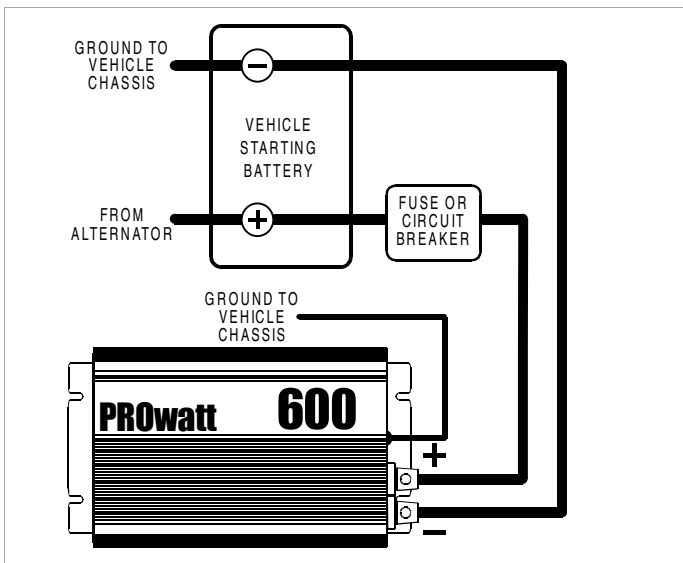 GROUND TO
VEHICLE
CHASSIS
−
VEHICLE
STARTING
BATTERY
FROM
ALTERNATOR
+
FUSE OR
CIRCUIT
BREAKER
GROUND TO
VEHICLE
CHASSIS
PROwatt 600
+
−